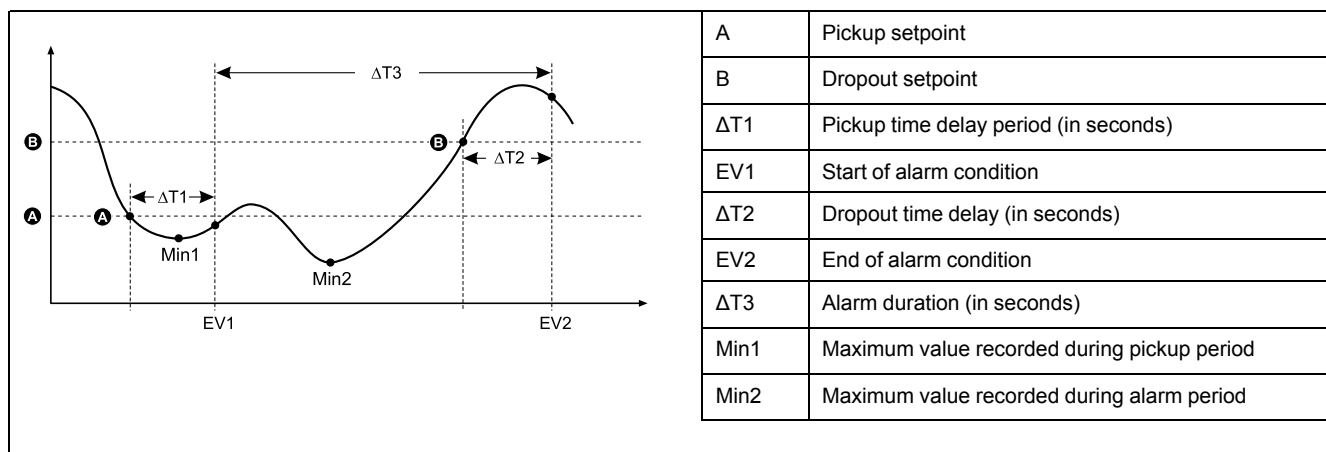 ΔT3
B
B
ΔT2
ΔT1
A
A
Min1
Min2
EV1
EV2
A Pickup setpoint
B Dropout setpoint
ΔT1 Pickup time delay period (in seconds)
EV1 Start of alarm condition
ΔT2 Dropout time delay (in seconds)
EV2 End of alarm condition
ΔT3 Alarm duration (in seconds)
Min1 Maximum value recorded during pickup period
Min2 Maximum value recorded during alarm period